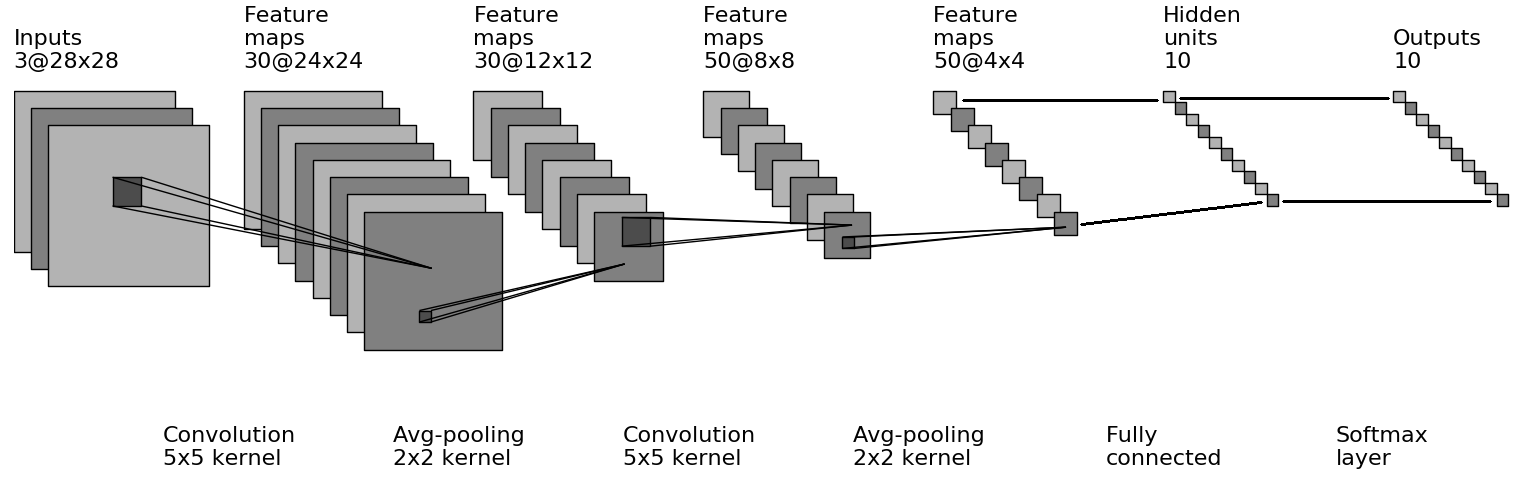 Inputs
3@28x28
Feature
maps
30@24x24
Feature
maps
30@12x12
Feature
maps
50@8x8
Feature
maps
50@4x4
Hidden
units
10
Outputs
10
Convolution
5x5 kernel
Avg-pooling
2x2 kernel
Convolution
5x5 kernel
Avg-pooling
2x2 kernel
Fully
connected
Softmax
layer